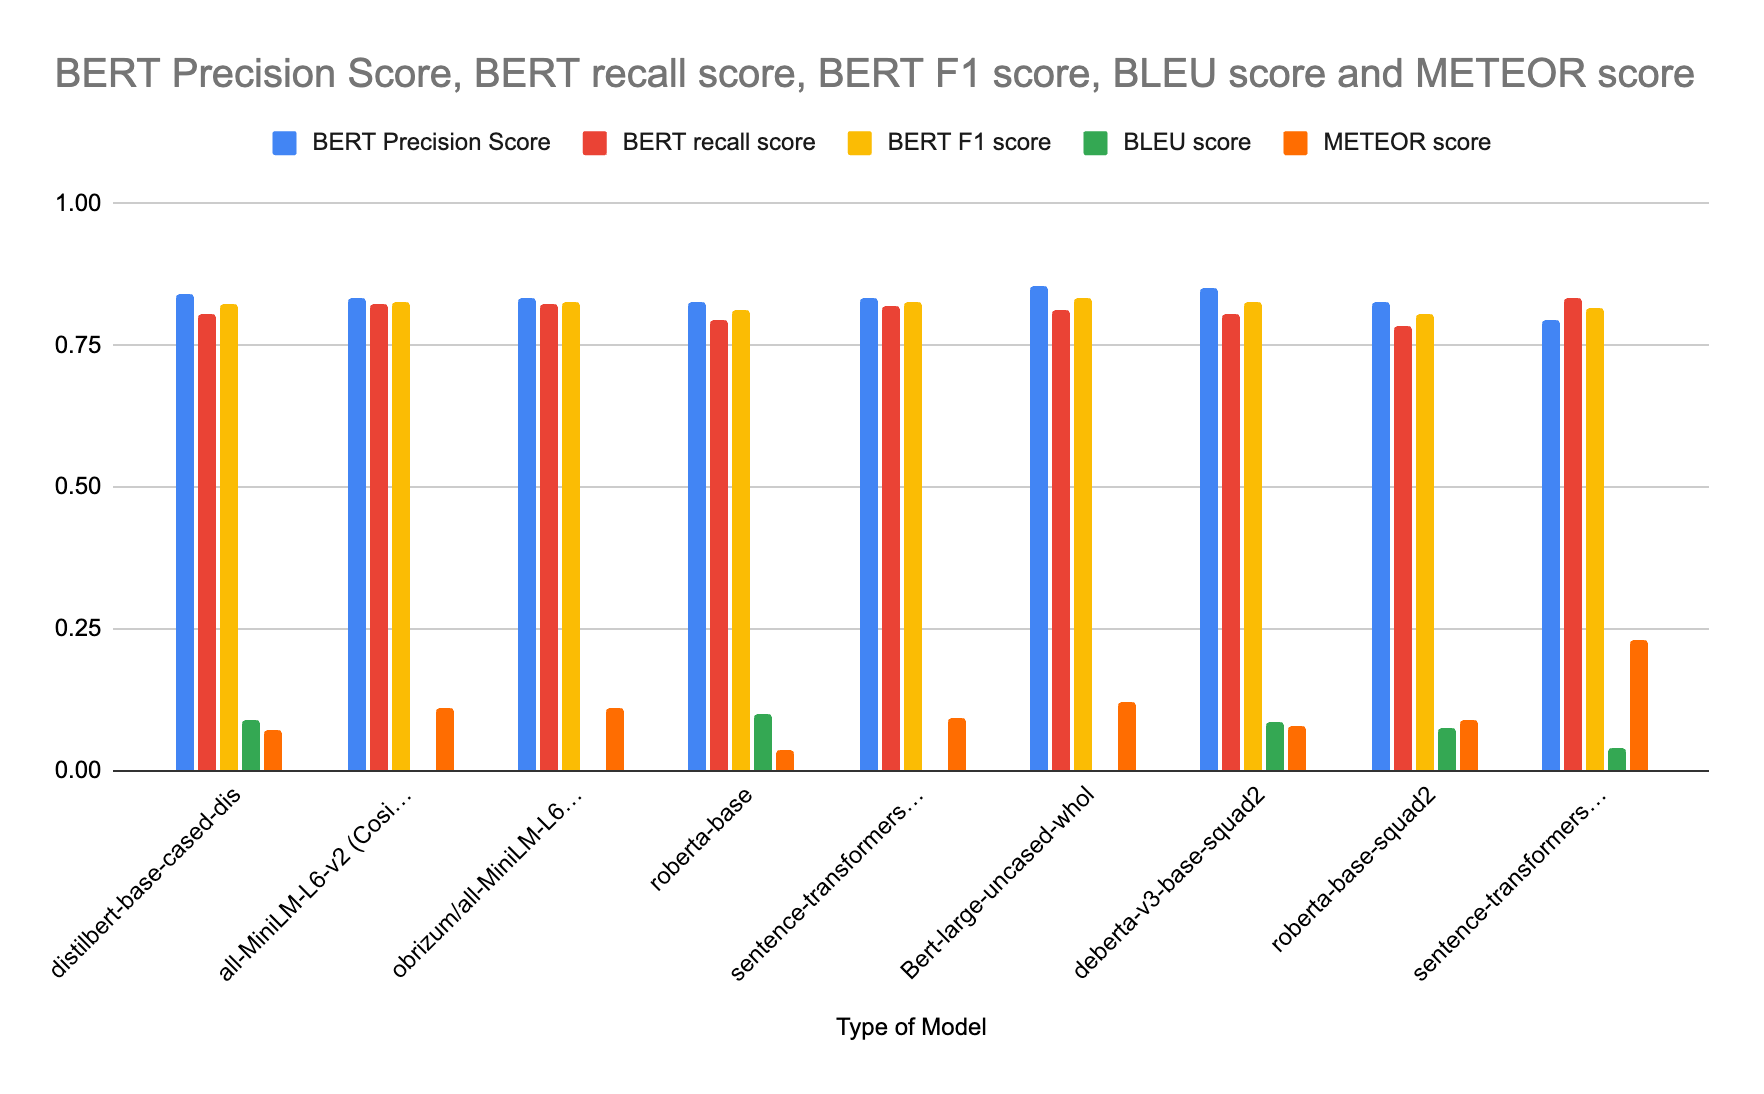 BERT Precision Score, BERT recall score, BERT F1 score, BLEU score and METEOR score
BERT Precision Score
BERT recall score
BERT F1 score
BLEU score
METEOR score
1.00
0.75
0.50
0.25
0.00
distilbert-base-cased-dis
all-MiniLM-L6-v2 (Cosi…
obrizum/all-MiniLM-L6…
roberta-base
sentence-transformers…
Bert-large-uncased-whol
deberta-v3-base-squad2
roberta-base-squad2
sentence-transformers…
Type of Model